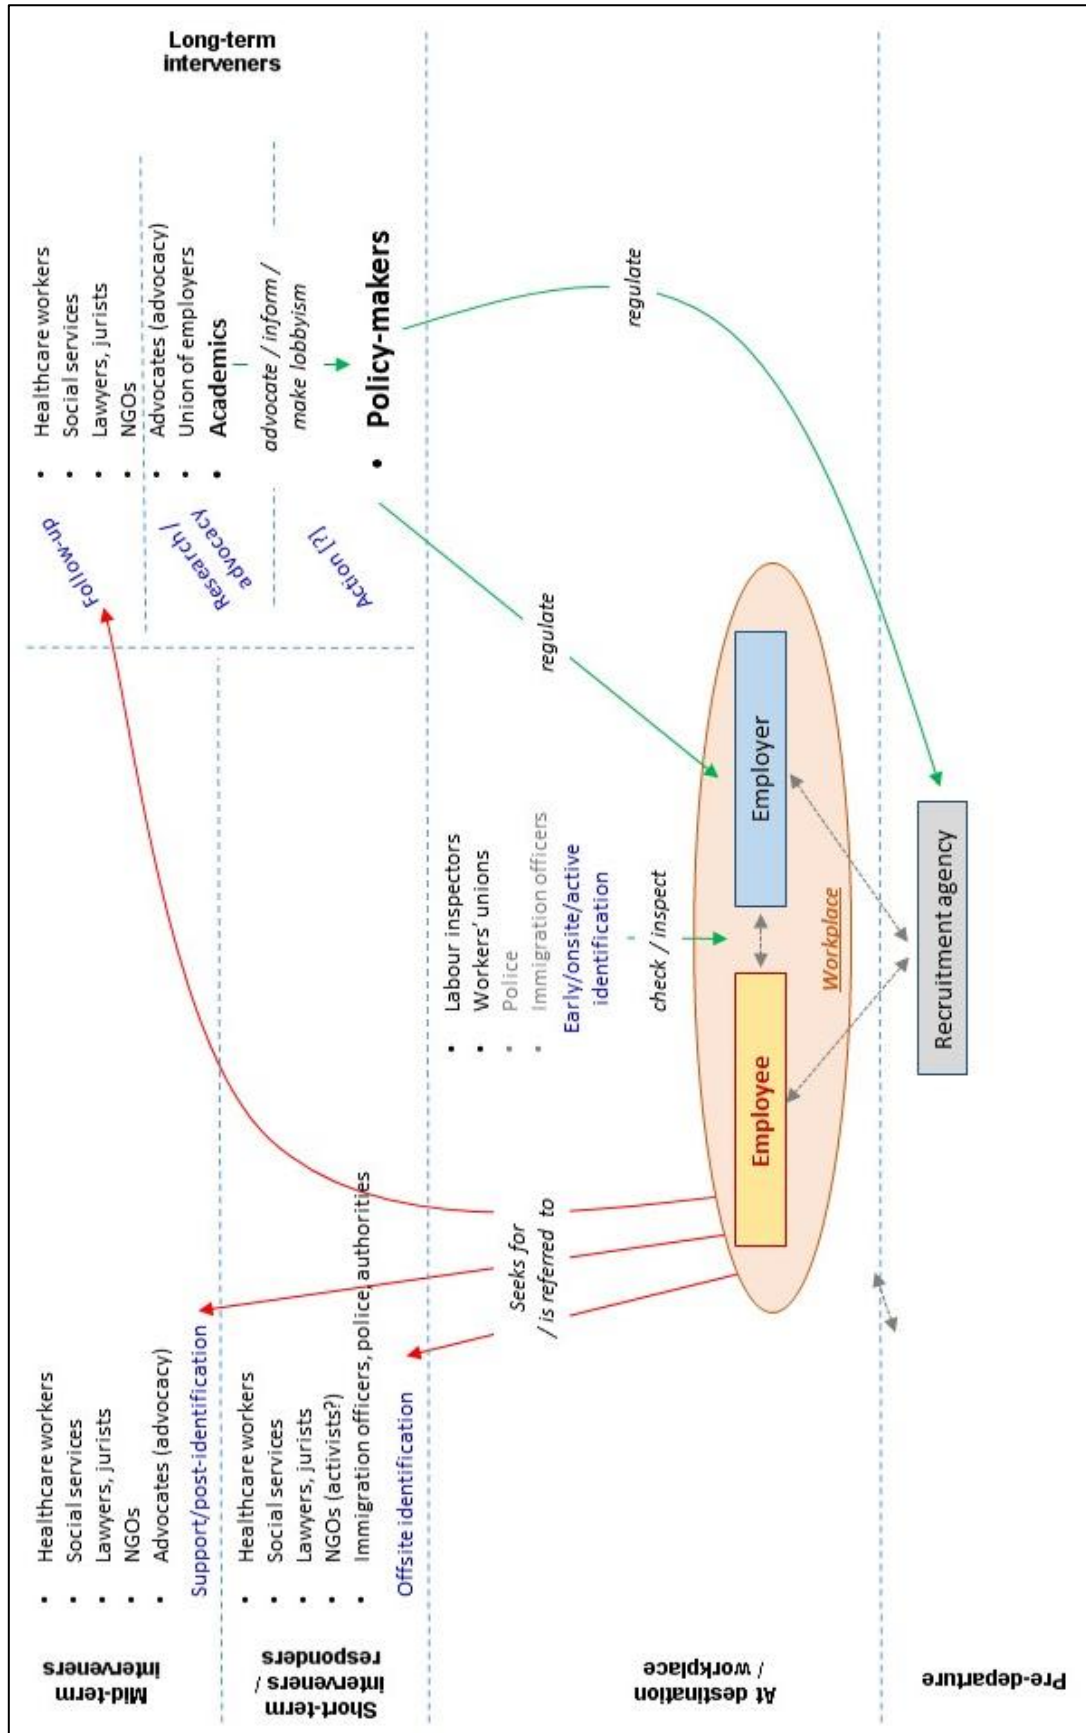 Mid-term
interveners
• Healthcare workers
• Social services
• Lawyers, jurists
• NGOs
• Advocates (advocacy)
Support/post-identification
Short-term
interveners /
responders
• Healthcare workers
• Social services
• Lawyers, jurists
• NGOs (activists?)
• Immigration officers, police, authorities
Offsite identification
Long-term
interveners
Follow-up
• Healthcare workers
• Social services
• Lawyers, jurists
• NGOs
Research /
advocacy
• Advocates (advocacy)
• Union of employers
• Academics
advocate / inform /
make lobbyism
Action [?]
• Policy-makers
At destination
/ workplace
Seeks for
/ is referred to
• Labour inspectors
• Workers' unions
• Police
• Immigration officers
Early/onsite/active
identification
check / inspect
regulate
regulate
Employee
Employer
Workplace
Pre-departure
Recruitment agency